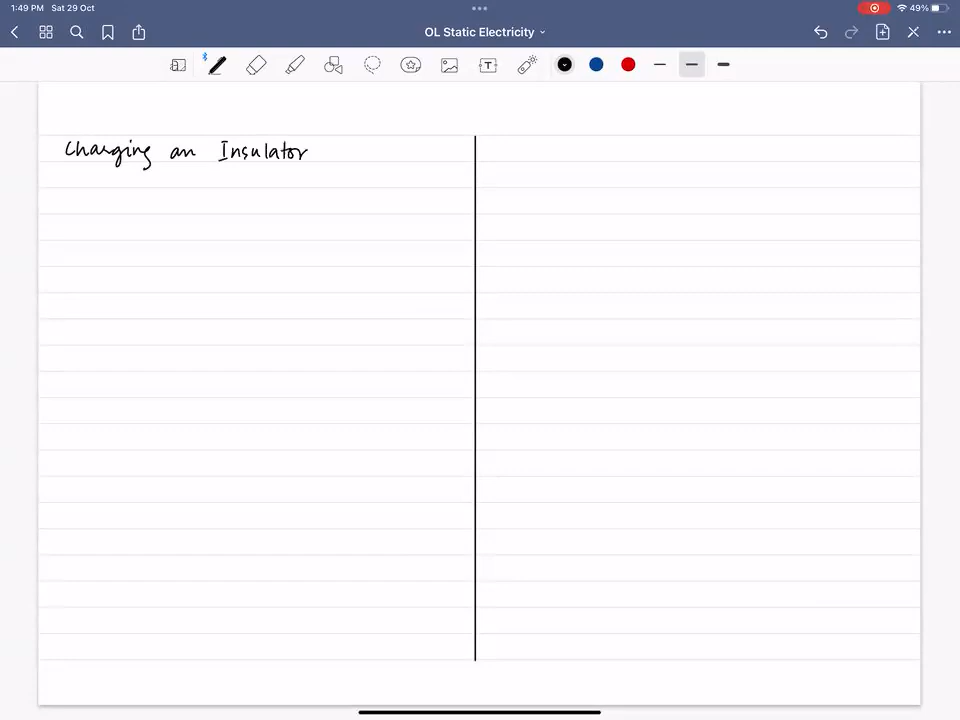 1:49 PM Sat 29 Oct
49%
OL Static Electricity
T
Charging an Insulator